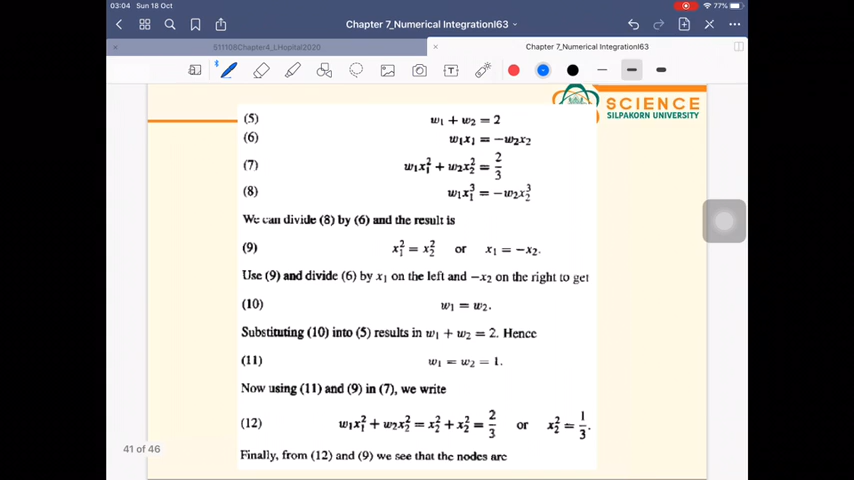 03:04 Sun 18 Oct
77%
Chapter 7_Numerical Integrationl63
511108Chapter4_LHopital2020
Chapter 7_Numerical Integrationl63
SCIENCE
SILPAKORN UNIVERSITY
(5) w₁ + w₂ = 2
(6) w₁x₁ = −w₂x₂
(7) w₁x₁² + w₂x₂² = 2/3
(8) w₁x₁³ = −w₂x₂³
We can divide (8) by (6) and the result is
(9) x₁² = x₂² or x₁ = −x₂.
Use (9) and divide (6) by x₁ on the left and −x₂ on the right to get
(10) w₁ = w₂.
Substituting (10) into (5) results in w₁ + w₂ = 2. Hence
(11) w₁ = w₂ = 1.
Now using (11) and (9) in (7), we write
(12) w₁x₁² + w₂x₂² = x₂² + x₂² = 2/3 or x₂² = 1/3.
41 of 46
Finally, from (12) and (9) we see that the nodes are